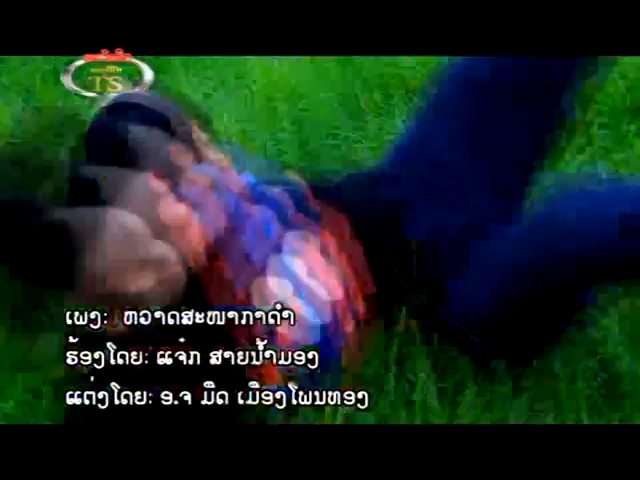 TS
ເພງ: ຫວາດສະໜາກາດຳ
ຮ້ອງໂດຍ: ແຈ໋ກ ສາຍນ້ຳມອງ
ແຕ່ງໂດຍ: ອ.ຈ ມືດ ເມືອງໂພນທອງ